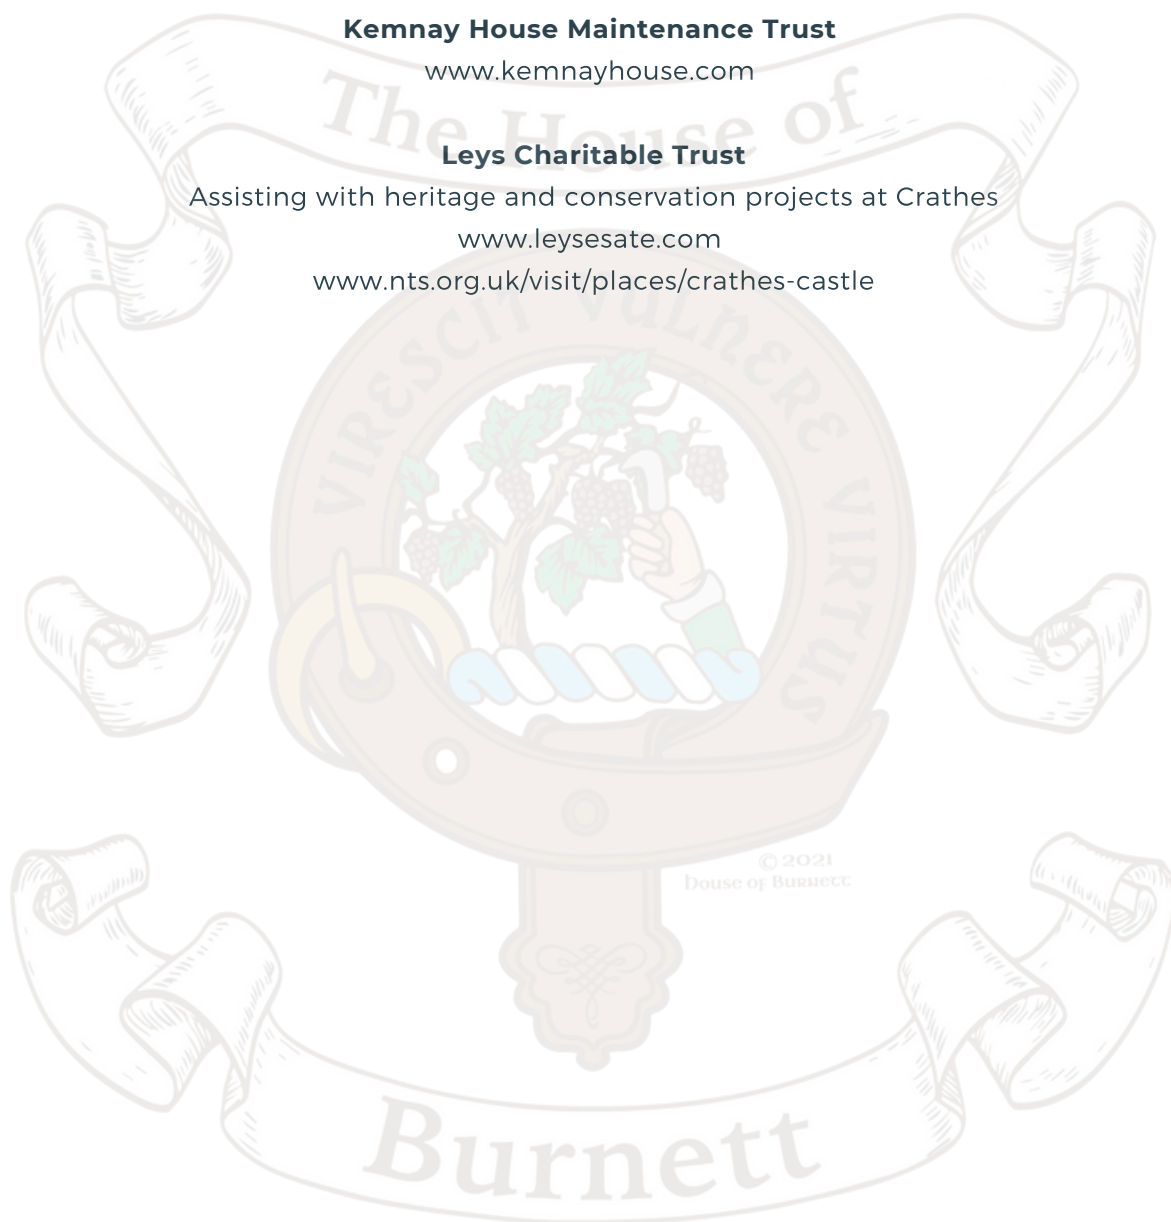 Kemnay House Maintenance Trust
www.kemnayhouse.com
The House of
Leys Charitable Trust
Assisting with heritage and conservation projects at Crathes
www.leysesate.com
www.nts.org.uk/visit/places/crathes-castle
VIRESCIT VULNERE VIRTUS
© 2021
House of Burnett
Burnett